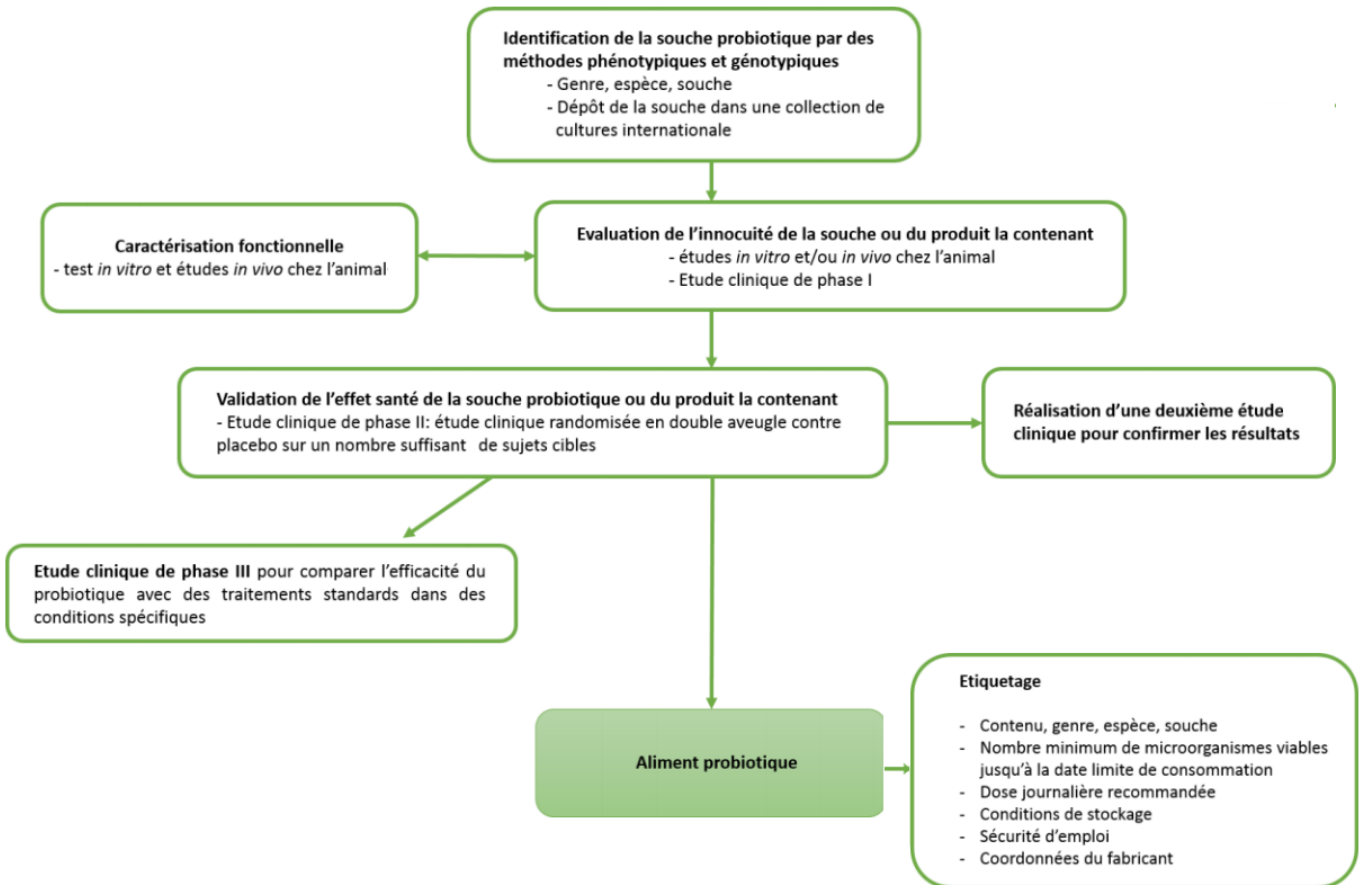 Identification de la souche probiotique par des
méthodes phénotypiques et génotypiques
- Genre, espèce, souche
- Dépôt de la souche dans une collection de
cultures internationale
Caractérisation fonctionnelle
- test in vitro et études in vivo chez l'animal
Evaluation de l'innocuité de la souche ou du produit la contenant
- études in vitro et/ou in vivo chez l'animal
- Etude clinique de phase I
Validation de l'effet santé de la souche probiotique ou du produit la contenant
- Etude clinique de phase II: étude clinique randomisée en double aveugle contre
placebo sur un nombre suffisant de sujets cibles
Réalisation d'une deuxième étude
clinique pour confirmer les résultats
Etude clinique de phase III pour comparer l'efficacité du
probiotique avec des traitements standards dans des
conditions spécifiques
Aliment probiotique
Etiquetage
- Contenu, genre, espèce, souche
- Nombre minimum de microorganismes viables
jusqu'à la date limite de consommation
- Dose journalière recommandée
- Conditions de stockage
- Sécurité d'emploi
- Coordonnées du fabricant